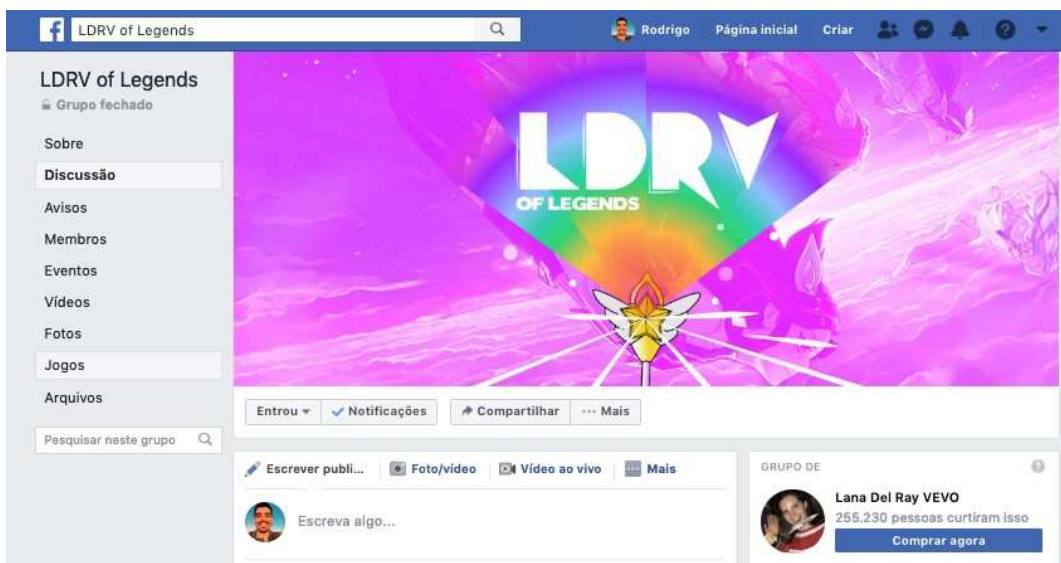 LDRV of Legends
Rodrigo Página inicial Criar
LDRV of Legends
Grupo fechado
Sobre
Discussão
Avisos
Membros
Eventos
Vídeos
Fotos
Jogos
Arquivos
Pesquisar neste grupo
LDRV
OF LEGENDS
Entrou Notificações Compartilhar Mais
Escrever publi... Foto/vídeo Vídeo ao vivo Mais
Escreva algo...
GRUPO DE
Lana Del Ray VEVO
255.230 pessoas curtiram isso
Comprar agora